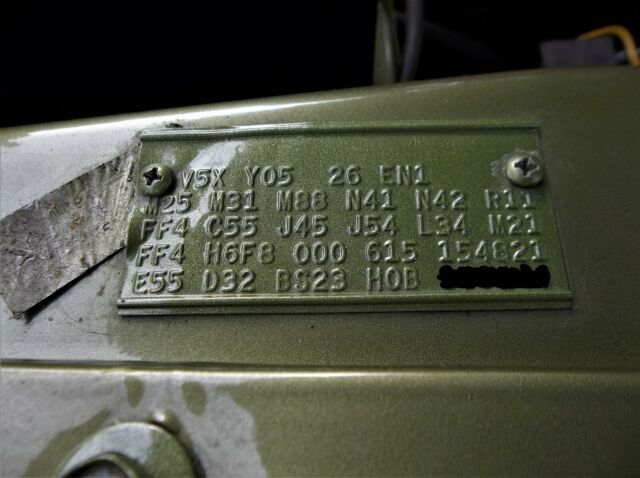 V5X Y05 26 EN1
M25 M31 M88 N41 N42 R11
FF4 C55 J45 J54 L34 M21
FF4 H6F8 000 615 154821
E55 D32 BS23 H0B